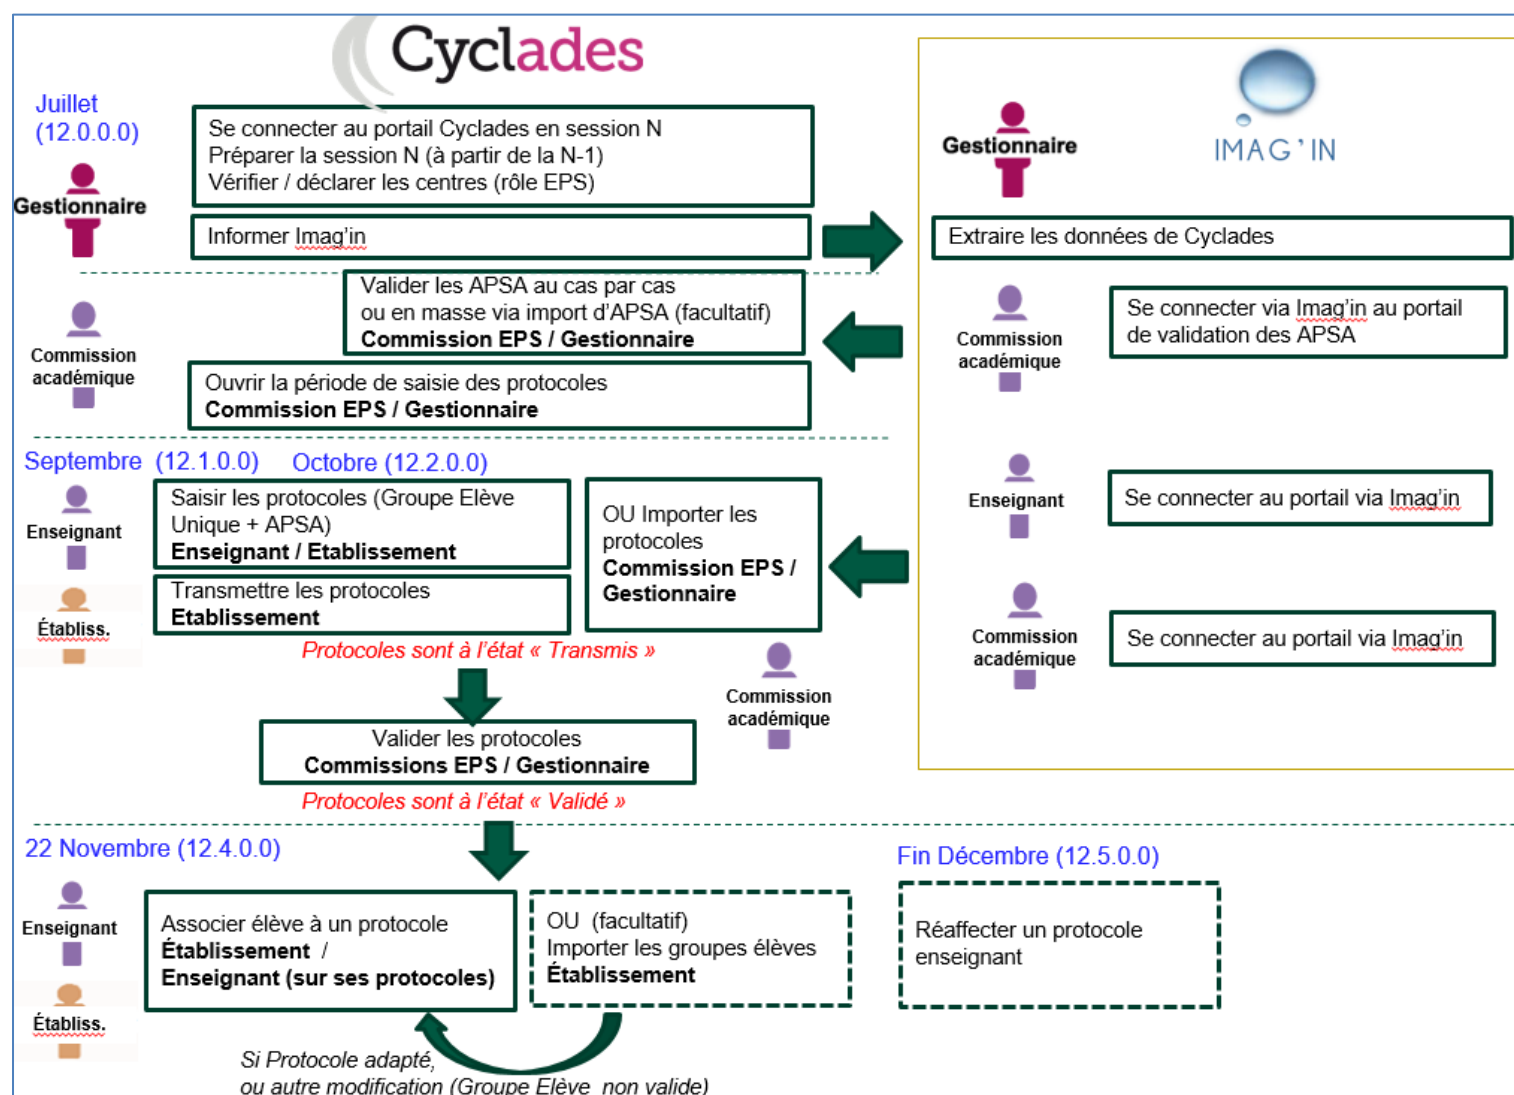 Cyclades
Juillet
(12.0.0.0)
Gestionnaire
Se connecter au portail Cyclades en session N
Préparer la session N (à partir de la N-1)
Vérifier / déclarer les centres (rôle EPS)
Informer Imag'in
Gestionnaire
IMAG'IN
Extraire les données de Cyclades
Commission
académique
Valider les APSA au cas par cas
ou en masse via import d'APSA (facultatif)
Commission EPS / Gestionnaire
Ouvrir la période de saisie des protocoles
Commission EPS / Gestionnaire
Commission
académique
Se connecter via Imag'in au portail
de validation des APSA
Septembre (12.1.0.0) Octobre (12.2.0.0)
Enseignant
Saisir les protocoles (Groupe Elève
Unique + APSA)
Enseignant / Etablissement
Établiss.
Transmettre les protocoles
Etablissement
OU Importer les
protocoles
Commission EPS /
Gestionnaire
Enseignant
Se connecter au portail via Imag'in
Commission
académique
Se connecter au portail via Imag'in
Protocoles sont à l'état « Transmis »
Commission
académique
Valider les protocoles
Commissions EPS / Gestionnaire
Protocoles sont à l'état « Validé »
22 Novembre (12.4.0.0)
Enseignant
Établiss.
Associer élève à un protocole
Établissement /
Enseignant (sur ses protocoles)
OU (facultatif)
Importer les groupes élèves
Établissement
Fin Décembre (12.5.0.0)
Réaffecter un protocole
enseignant
Si Protocole adapté,
ou autre modification (Groupe Elève non valide)